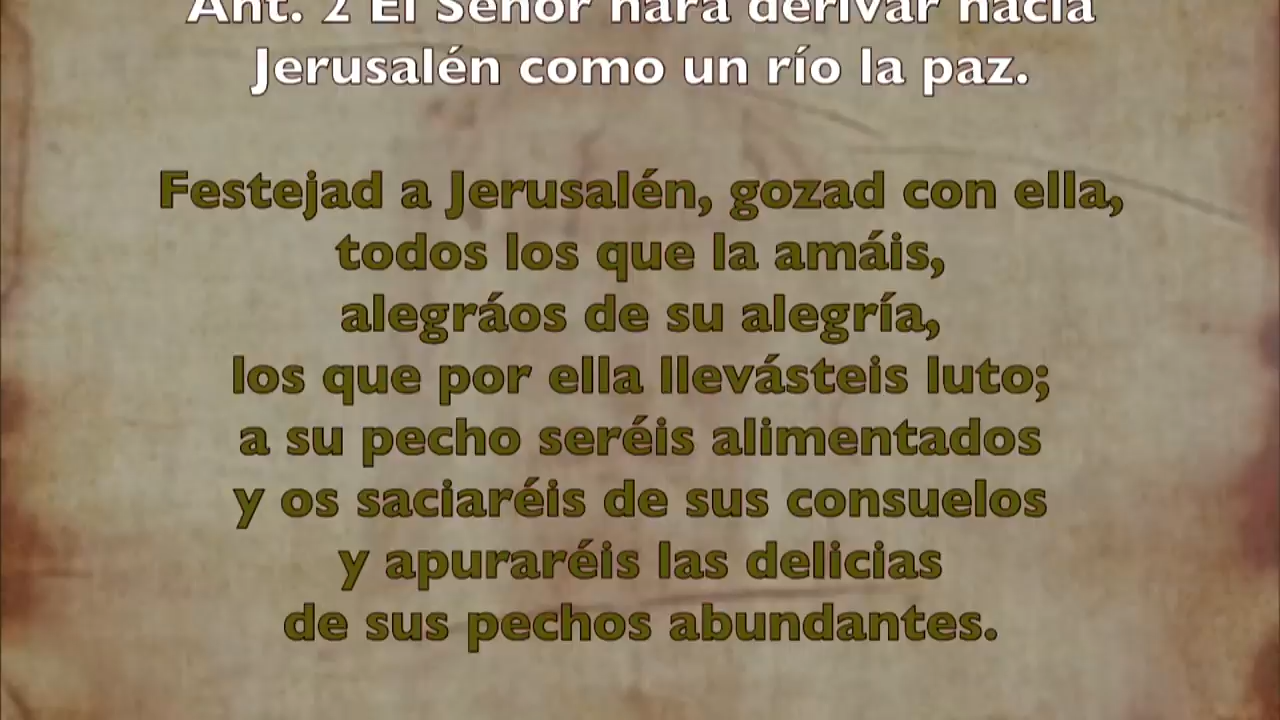 Ant. 2 El Señor hará derivar hacia
Jerusalén como un río la paz.
Festejad a Jerusalén, gozad con ella,
todos los que la amáis,
alegráos de su alegría,
los que por ella llevásteis luto;
a su pecho seréis alimentados
y os saciaréis de sus consuelos
y apuraréis las delicias
de sus pechos abundantes.